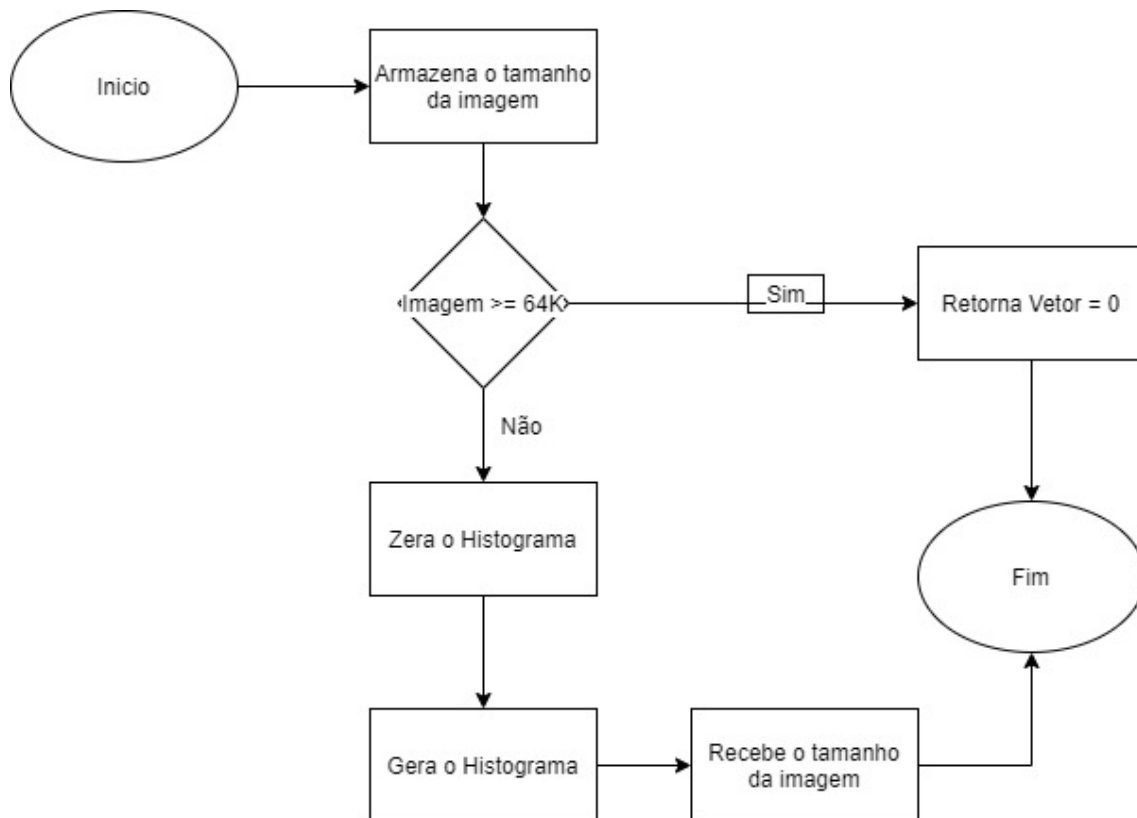 Inicio
Armazena o tamanho
da imagem
Imagem >= 64K
Sim
Retorna Vetor = 0
Não
Zera o Histograma
Fim
Gera o Histograma
Recebe o tamanho
da imagem